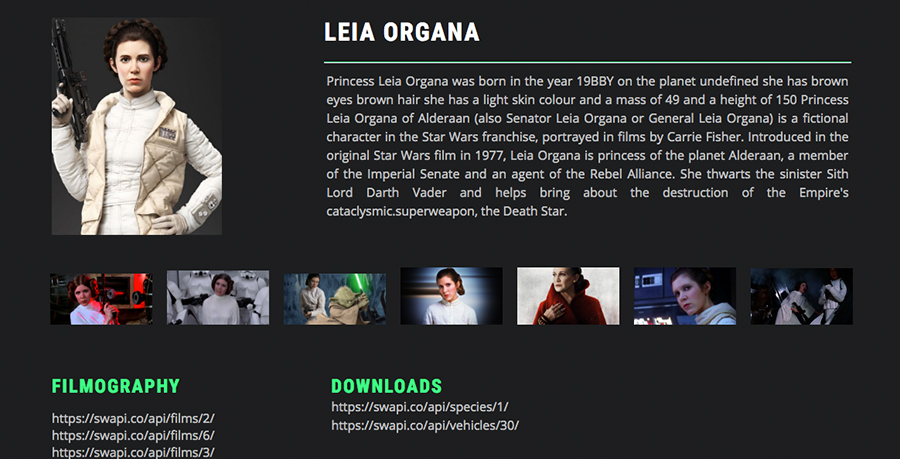 LEIA ORGANA
Princess Leia Organa was born in the year 19BBY on the planet undefined she has brown
eyes brown hair she has a light skin colour and a mass of 49 and a height of 150 Princess
Leia Organa of Alderaan (also Senator Leia Organa or General Leia Organa) is a fictional
character in the Star Wars franchise, portrayed in films by Carrie Fisher. Introduced in the
original Star Wars film in 1977, Leia Organa is princess of the planet Alderaan, a member
of the Imperial Senate and an agent of the Rebel Alliance. She thwarts the sinister Sith
Lord Darth Vader and helps bring about the destruction of the Empire's
cataclysmic.superweapon, the Death Star.
FILMOGRAPHY
https://swapi.co/api/films/2/
https://swapi.co/api/films/6/
https://swapi.co/api/films/3/
DOWNLOADS
https://swapi.co/api/species/1/
https://swapi.co/api/vehicles/30/